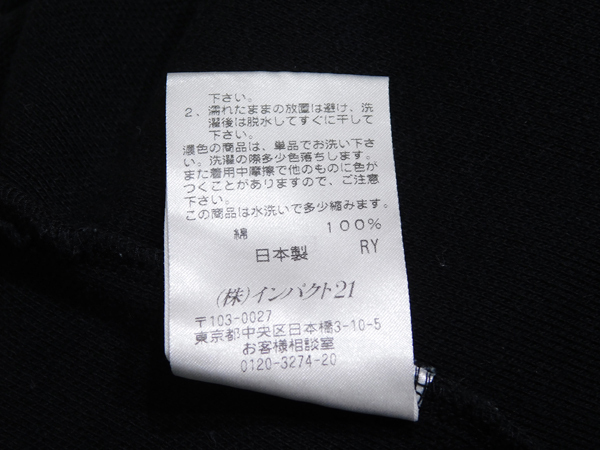 下さい。
2、濡れたままの放置は避け、洗
濯後は脱水してすぐに干して
下さい。
濃色の商品は、単品でお洗い下さ
い。洗濯の際多少色落ちします。
また着用中摩擦で他のものに色が
つくことがありますので、ご注意
下さい。
この商品は水洗いで多少縮みます。
綿 100%
日本製 RY
(株)インパクト21
〒103-0027
東京都中央区日本橋3-10-5
お客様相談室
0120-3274-20